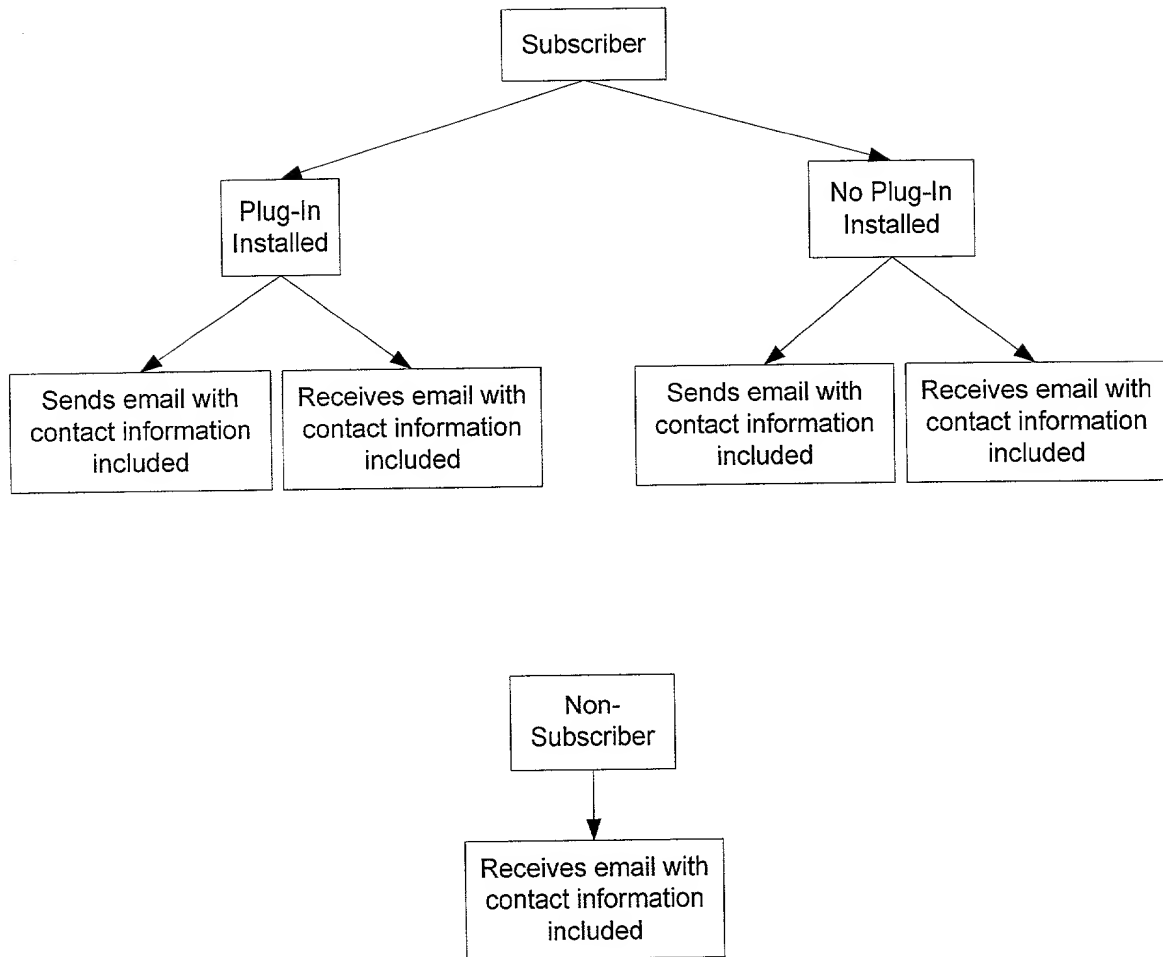 Subscriber
Plug-In
Installed
No Plug-In
Installed
Sends email with
contact information
included
Receives email with
contact information
included
Sends email with
contact information
included
Receives email with
contact information
included
Non-
Subscriber
Receives email with
contact information
included